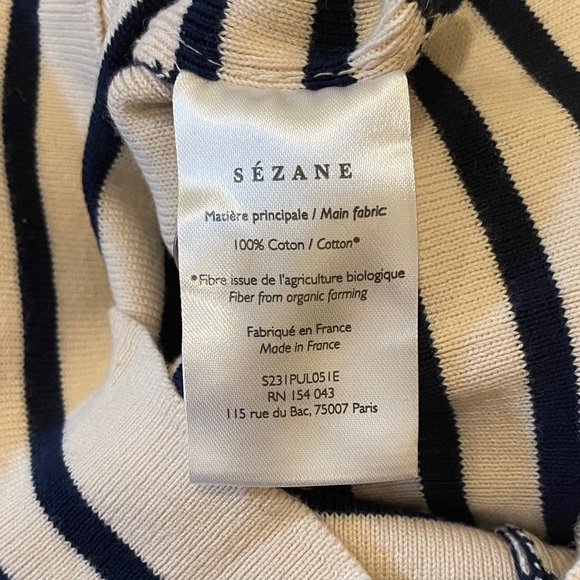 SÉZANE
Matière principale / Main fabric
100% Coton / Cotton*
*Fibre issue de l'agriculture biologique
Fiber from organic farming
Fabriqué en France
Made in France
S231PUL051E
RN 154 043
115 rue du Bac, 75007 Paris